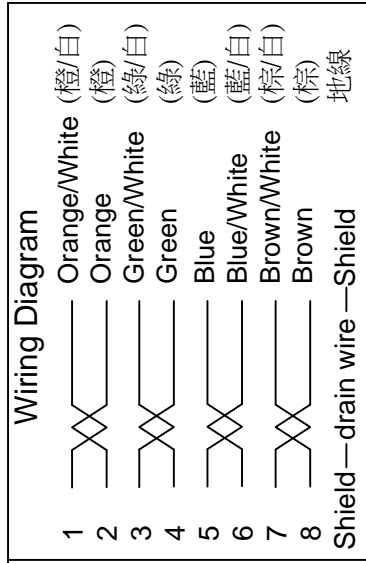 Wiring Diagram
1 Orange/White (橙/白)
2 Orange (橙)
3 Green/White (綠/白)
4 Green (綠)
5 Blue (藍)
6 Blue/White (藍/白)
7 Brown/White (棕/白)
8 Brown (棕)
Shield—drain wire—Shield 地線